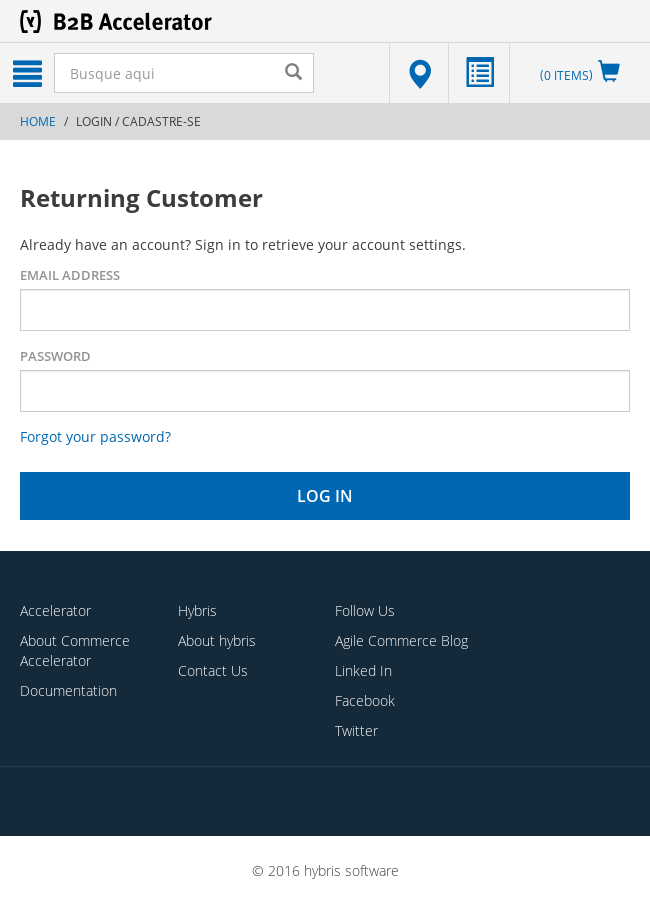 B2B Accelerator
Busque aqui
(0 ITEMS)
HOME / LOGIN / CADASTRE-SE
Returning Customer
Already have an account? Sign in to retrieve your account settings.
EMAIL ADDRESS
PASSWORD
Forgot your password?
LOG IN
Accelerator
About Commerce
Accelerator
Documentation
Hybris
About hybris
Contact Us
Follow Us
Agile Commerce Blog
Linked In
Facebook
Twitter
© 2016 hybris software